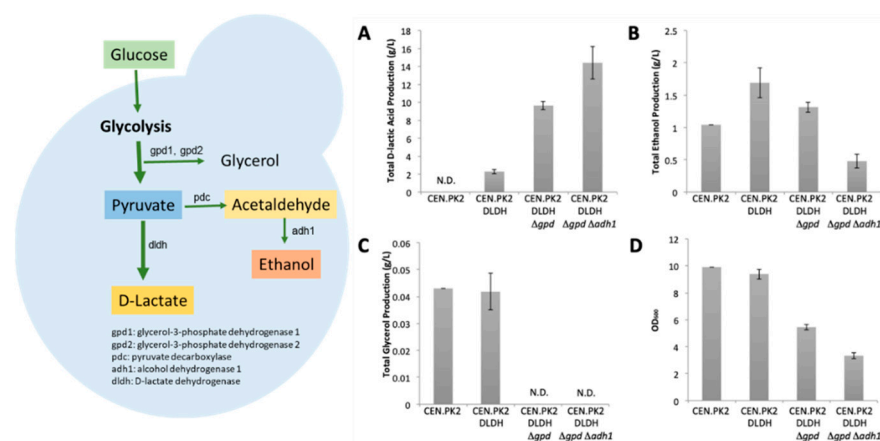 Glucose
Glycolysis
gpd1, gpd2
Glycerol
Pyruvate
pdc
Acetaldehyde
dldh
adh1
Ethanol
D-Lactate
gpd1: glycerol-3-phosphate dehydrogenase 1
gpd2: glycerol-3-phosphate dehydrogenase 2
pdc: pyruvate decarboxylase
adh1: alcohol dehydrogenase 1
dldh: D-lactate dehydrogenase
A
Total D-lactic Acid Production (g/L)
18
16
14
12
10
8
6
4
2
0
N.D.
CEN.PK2
CEN.PK2
DLDH
CEN.PK2
DLDH
Δgpd
CEN.PK2
DLDH
Δgpd Δadh1
B
Total Ethanol Production (g/L)
2.5
2
1.5
1
0.5
0
CEN.PK2
CEN.PK2
DLDH
CEN.PK2
DLDH
Δgpd
CEN.PK2
DLDH
Δgpd Δadh1
C
Total Glycerol Production (g/L)
0.06
0.05
0.04
0.03
0.02
0.01
0
N.D.
N.D.
CEN.PK2
CEN.PK2
DLDH
CEN.PK2
DLDH
Δgpd
CEN.PK2
DLDH
Δgpd Δadh1
D
12
10
8
6
4
2
0
CEN.PK2
CEN.PK2
DLDH
CEN.PK2
DLDH
Δgpd
CEN.PK2
DLDH
Δgpd Δadh1